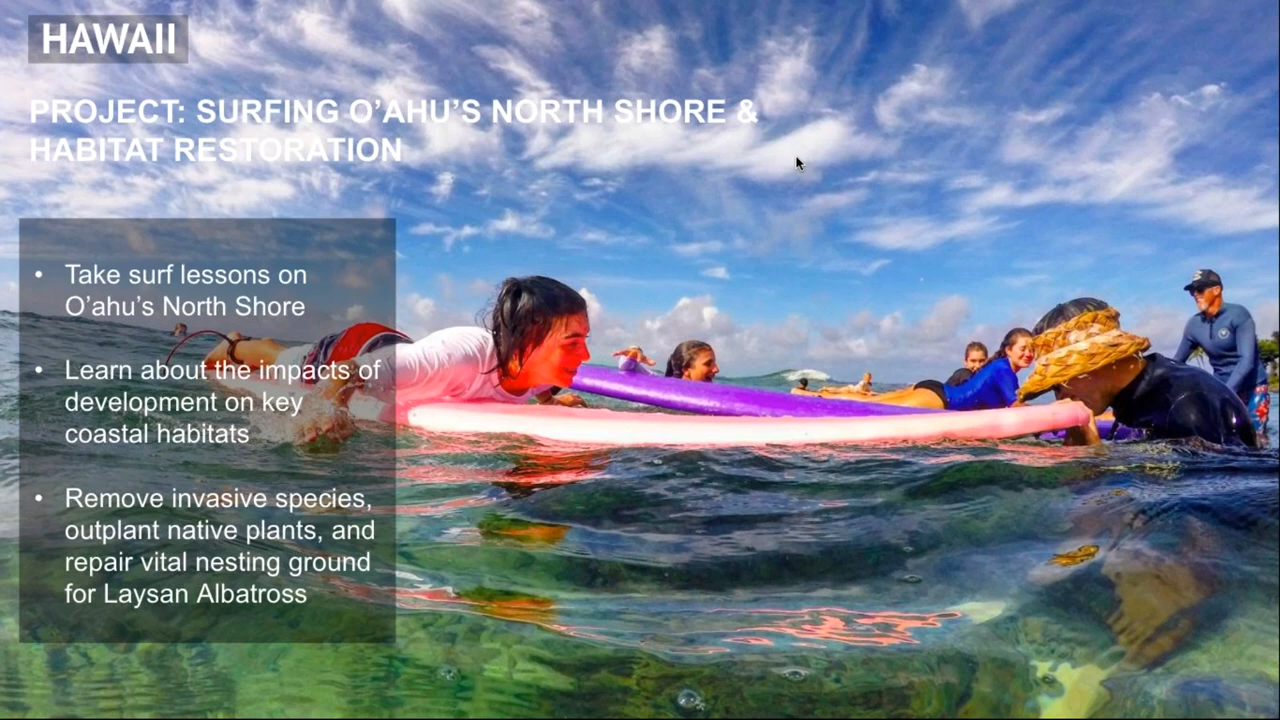 HAWAII
PROJECT: SURFING O’AHU’S NORTH SHORE &
HABITAT RESTORATION
• Take surf lessons on
O’ahu’s North Shore
• Learn about the impacts of
development on key
coastal habitats
• Remove invasive species,
outplant native plants, and
repair vital nesting ground
for Laysan Albatross